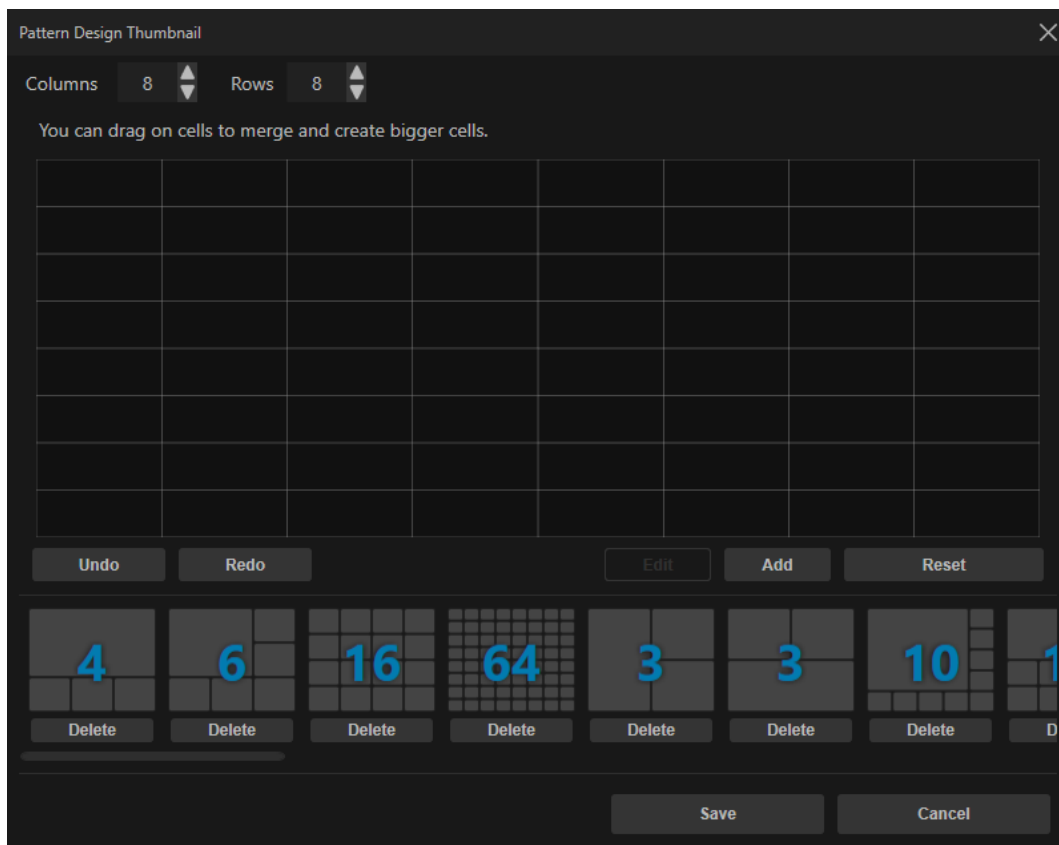 Pattern Design Thumbnail
Columns 8 Rows 8
You can drag on cells to merge and create bigger cells.
Undo Redo Edit Add Reset
4 6 16 64 3 3 10 1
Delete Delete Delete Delete Delete Delete Delete D
Save Cancel